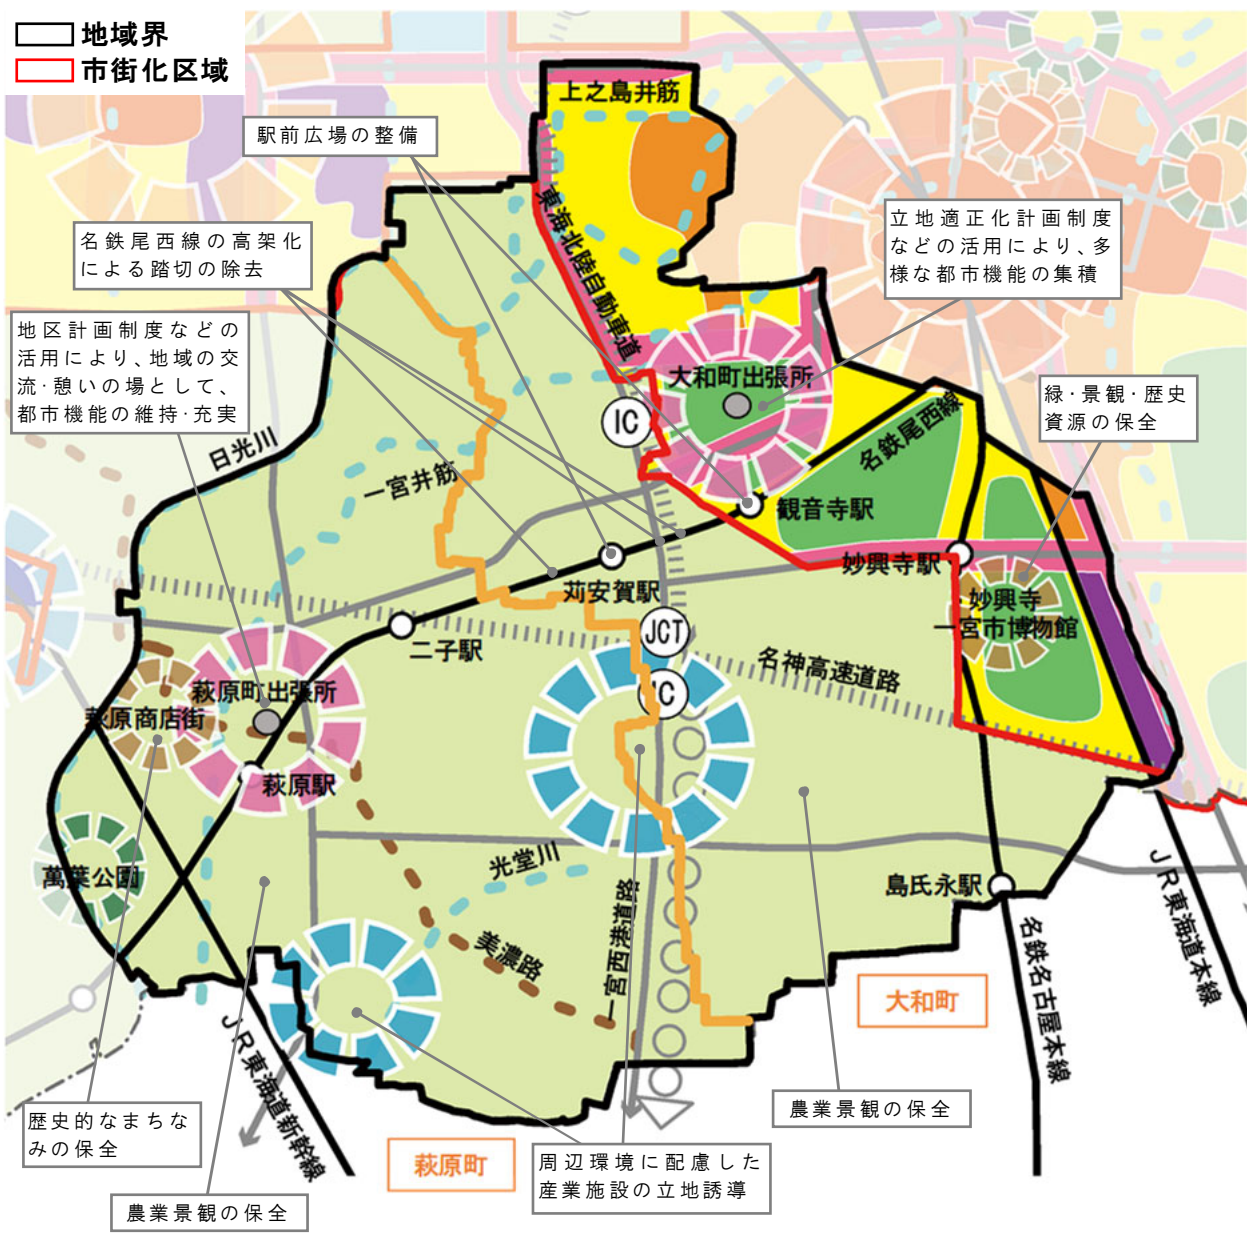 地域界
市街化区域
上之島井筋
駅前広場の整備
東海北陸自動車道
立地適正化計画制度
などの活用により、多
様な都市機能の集積
名鉄尾西線の高架化
による踏切の除去
地区計画制度などの
活用により、地域の交
流・憩いの場として、
都市機能の維持・充実
大和町出張所
緑・景観・歴史
資源の保全
IC
名鉄尾西線
日光川
一宮井筋
観音寺駅
妙興寺駅
苅安賀駅
妙興寺
一宮市博物館
JCT
二子駅
名神高速道路
IC
萩原町出張所
萩原商店街
萩原駅
光堂川
萬葉公園
島氏永駅
一宮西港道路
美濃路
JR東海道本線
名鉄名古屋本線
大和町
JR東海道新幹線
歴史的なまちな
みの保全
農業景観の保全
萩原町
周辺環境に配慮した
産業施設の立地誘導
農業景観の保全